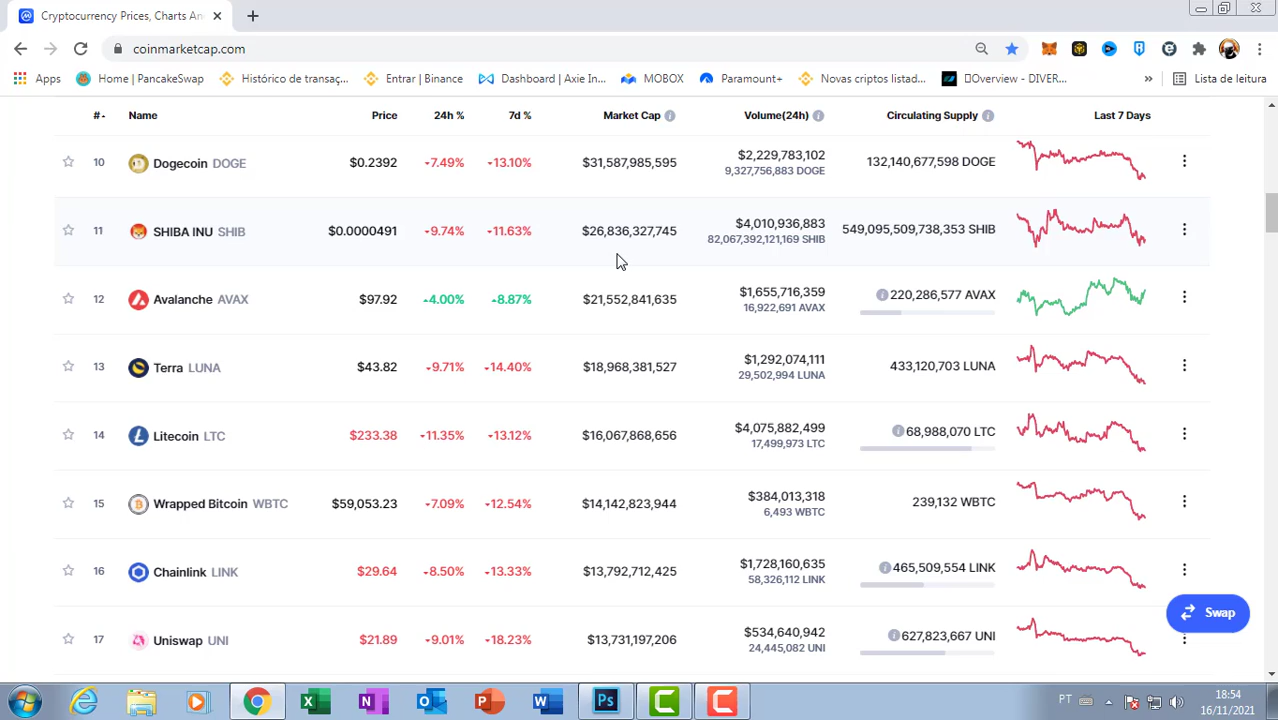 Cryptocurrency Prices, Charts An
coinmarketcap.com
Apps Home | PancakeSwap Histórico de transaç... Entrar | Binance Dashboard | Axie In... MOBOX Paramount+ Novas criptos listad... Overview - DIVER... » Lista de leitura
# Name Price 24h % 7d % Market Cap Volume(24h) Circulating Supply Last 7 Days
10 Dogecoin DOGE $0.2392 7.49% 13.10% $31,587,985,595 $2,229,783,102 132,140,677,598 DOGE
9,327,756,883 DOGE
11 SHIBA INU SHIB $0.0000491 9.74% 11.63% $26,836,327,745 $4,010,936,883 549,095,509,738,353 SHIB
82,067,392,121,169 SHIB
12 Avalanche AVAX $97.92 4.00% 8.87% $21,552,841,635 $1,655,716,359 220,286,577 AVAX
16,922,691 AVAX
13 Terra LUNA $43.82 9.71% 14.40% $18,968,381,527 $1,292,074,111 433,120,703 LUNA
29,502,994 LUNA
14 Litecoin LTC $233.38 11.35% 13.12% $16,067,868,656 $4,075,882,499 68,988,070 LTC
17,499,973 LTC
15 Wrapped Bitcoin WBTC $59,053.23 7.09% 12.54% $14,142,823,944 $384,013,318 239,132 WBTC
6,493 WBTC
16 Chainlink LINK $29.64 8.50% 13.33% $13,792,712,425 $1,728,160,635 465,509,554 LINK
58,326,112 LINK
Swap
17 Uniswap UNI $21.89 9.01% 18.23% $13,731,197,206 $534,640,942 627,823,667 UNI
24,445,082 UNI
PT 18:54
16/11/2021